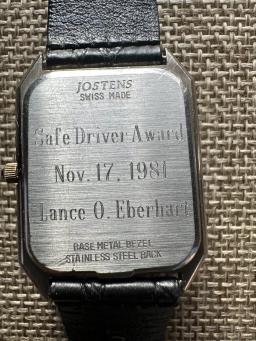 JOSTENS
SWISS MADE
Safe Driver Award
Nov. 17, 1981
Lance O. Eberhart
BASE METAL BEZEL
STAINLESS STEEL BACK